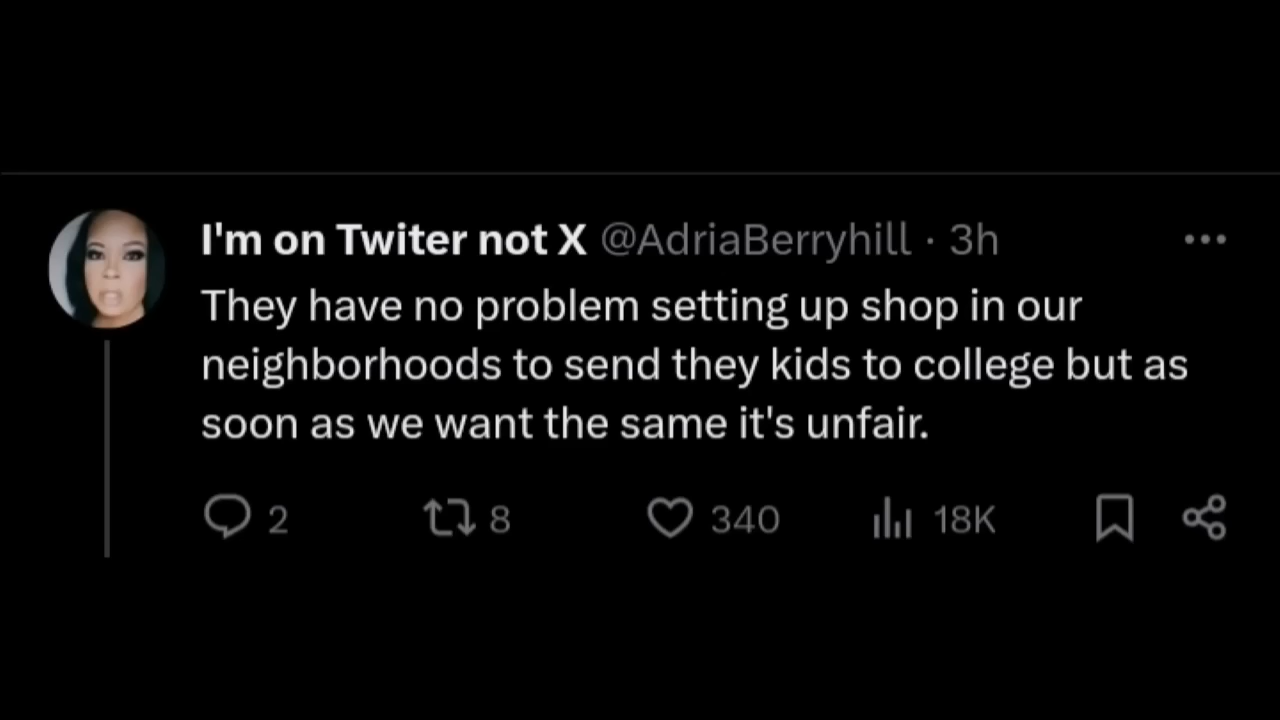 I'm on Twiter not X @AdriaBerryhill · 3h
They have no problem setting up shop in our
neighborhoods to send they kids to college but as
soon as we want the same it's unfair.
2 8 340 18K